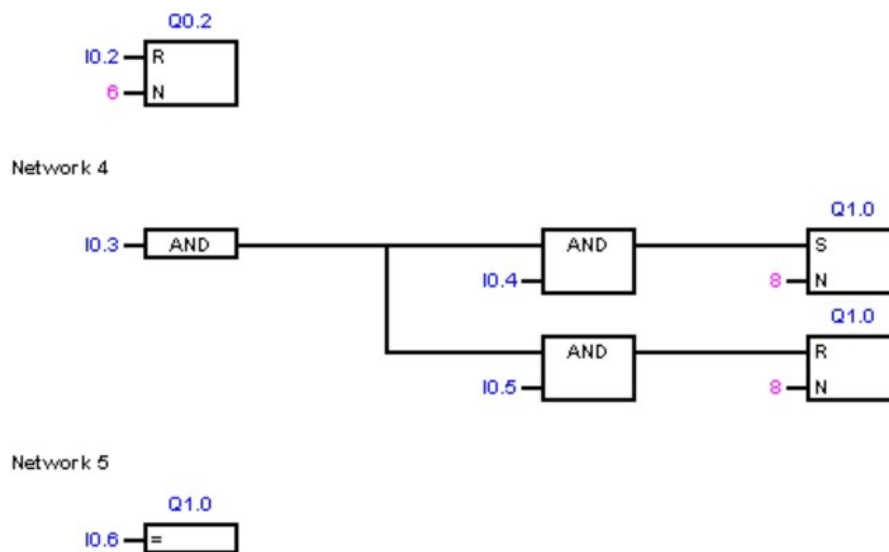 Q0.2
I0.2 R
6 N
Network 4
Q1.0
I0.3 AND AND S
I0.4 8 N
Q1.0
AND R
I0.5 8 N
Network 5
Q1.0
I0.6 =